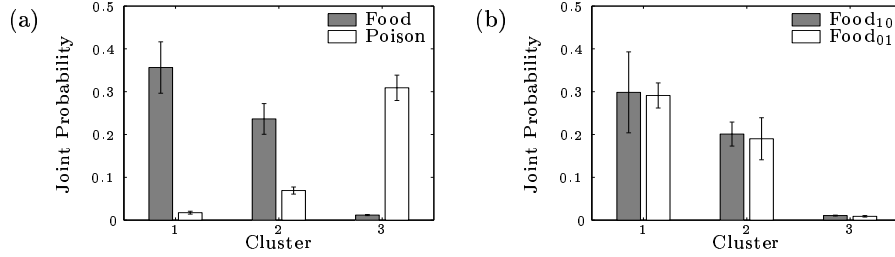 (a)
Joint Probability
0.5
0.4
0.3
0.2
0.1
0
Food
Poison
1 2 3
Cluster
(b)
Joint Probability
0.5
0.4
0.3
0.2
0.1
0
Food₁₀
Food₀₁
1 2 3
Cluster